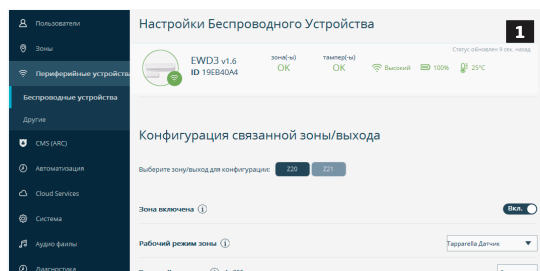 Пользователи
Зоны
Периферийные устройства
Беспроводные устройства
Другие
CMS (ARC)
Автоматизация
Cloud Services
Система
Аудио файлы
Диагностика
Настройки Беспроводного Устройства
1
Статус обновлен 9 сек. назад
EWD3 v1.6
ID 19EB40A4
зона(-ы)
OK
тампер(-ы)
OK
Высокий
100%
25°C
Конфигурация связанной зоны/выхода
Выберите зону/выход для конфигурации:
Z20
Z21
Зона включена
Вкл.
Рабочий режим зоны
Tapparella Датчик